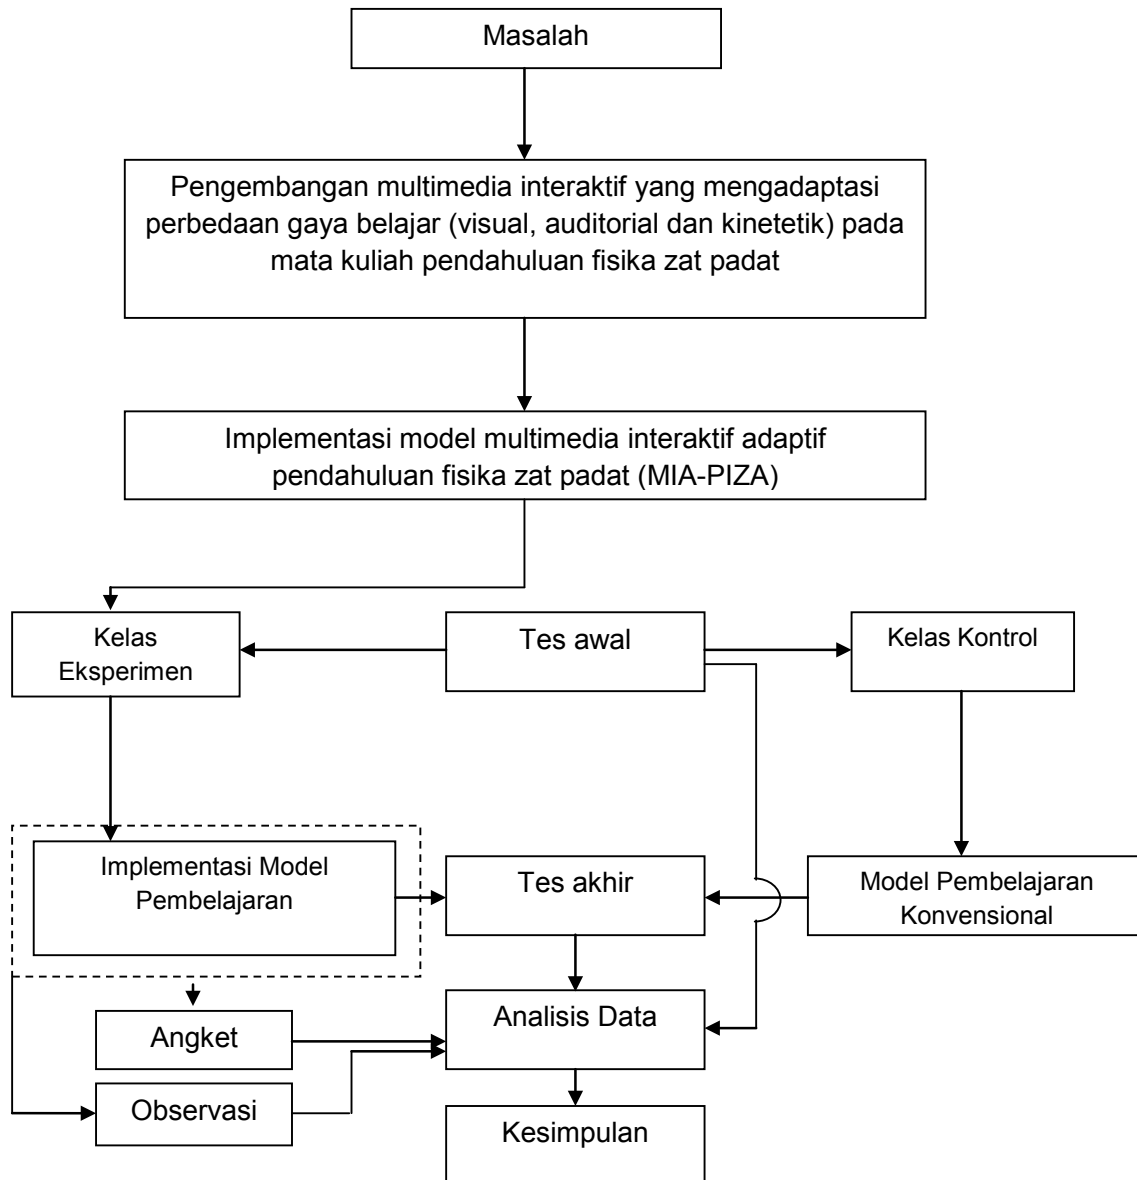 Masalah
Pengembangan multimedia interaktif yang mengadaptasi
perbedaan gaya belajar (visual, auditorial dan kinetetik) pada
mata kuliah pendahuluan fisika zat padat
Implementasi model multimedia interaktif adaptif
pendahuluan fisika zat padat (MIA-PIZA)
Kelas
Eksperimen
Tes awal
Kelas Kontrol
Implementasi Model
Pembelajaran
Tes akhir
Model Pembelajaran
Konvensional
Angket
Analisis Data
Observasi
Kesimpulan